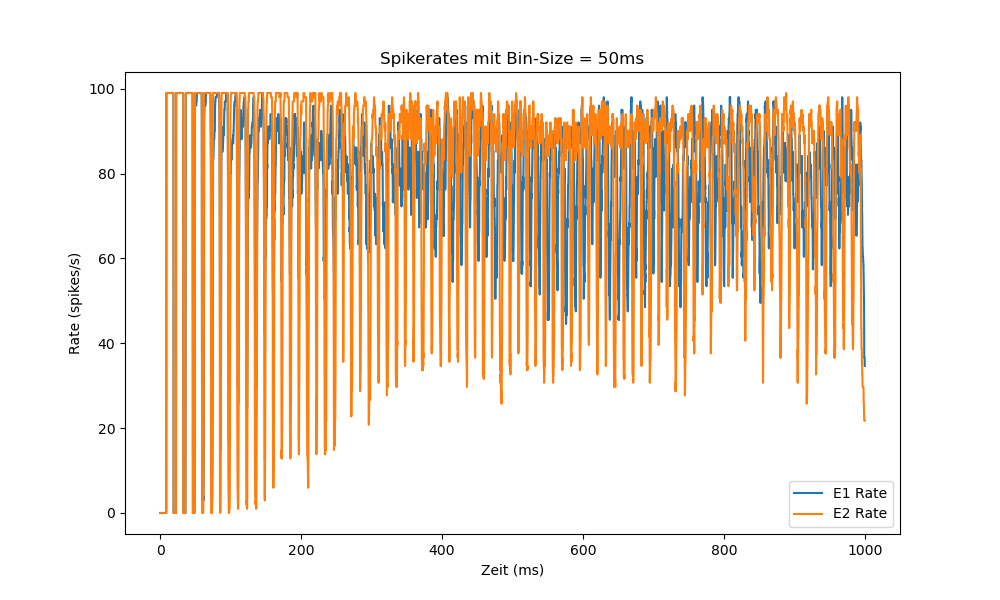 Spikerates mit Bin-Size = 50ms
100
80
60
40
20
0
Rate (spikes/s)
0
200
400
600
800
1000
Zeit (ms)
E1 Rate
E2 Rate